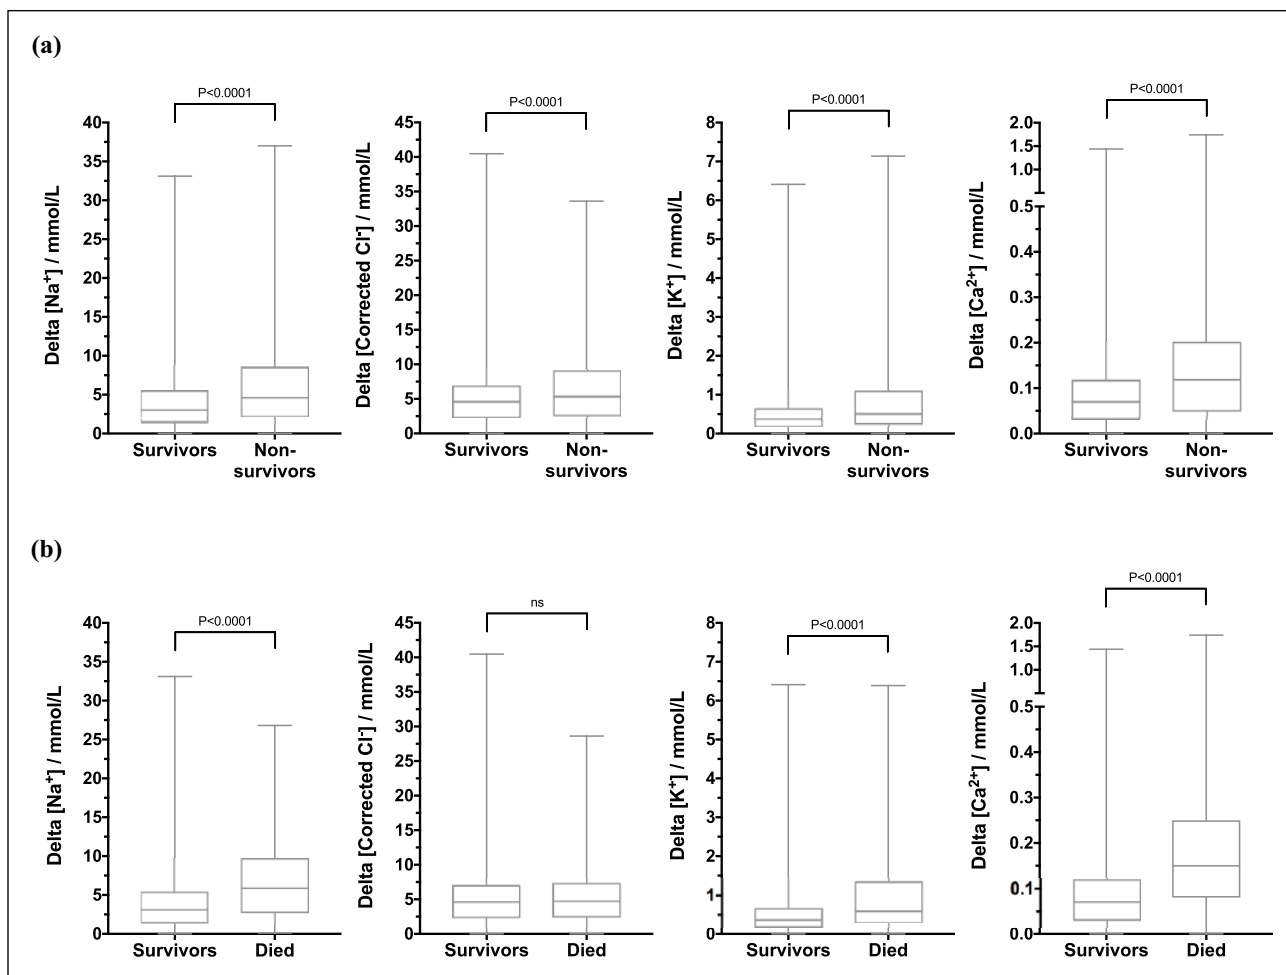 (a)
P<0.0001
P<0.0001
P<0.0001
P<0.0001
Delta [Na+] / mmol/L
40
35
30
25
20
15
10
5
0
Survivors
Non-
survivors
Delta [Corrected Cl-] / mmol/L
45
40
35
30
25
20
15
10
5
0
Survivors
Non-
survivors
Delta [K+] / mmol/L
8
7
6
5
4
3
2
1
0
Survivors
Non-
survivors
Delta [Ca2+] / mmol/L
2.0
1.5
1.0
0.5
0.4
0.3
0.2
0.1
0.0
Survivors
Non-
survivors
(b)
P<0.0001
ns
P<0.0001
P<0.0001
Delta [Na+] / mmol/L
40
35
30
25
20
15
10
5
0
Survivors
Died
Delta [Corrected Cl-] / mmol/L
45
40
35
30
25
20
15
10
5
0
Survivors
Died
Delta [K+] / mmol/L
8
7
6
5
4
3
2
1
0
Survivors
Died
Delta [Ca2+] / mmol/L
2.0
1.5
1.0
0.5
0.4
0.3
0.2
0.1
0.0
Survivors
Died